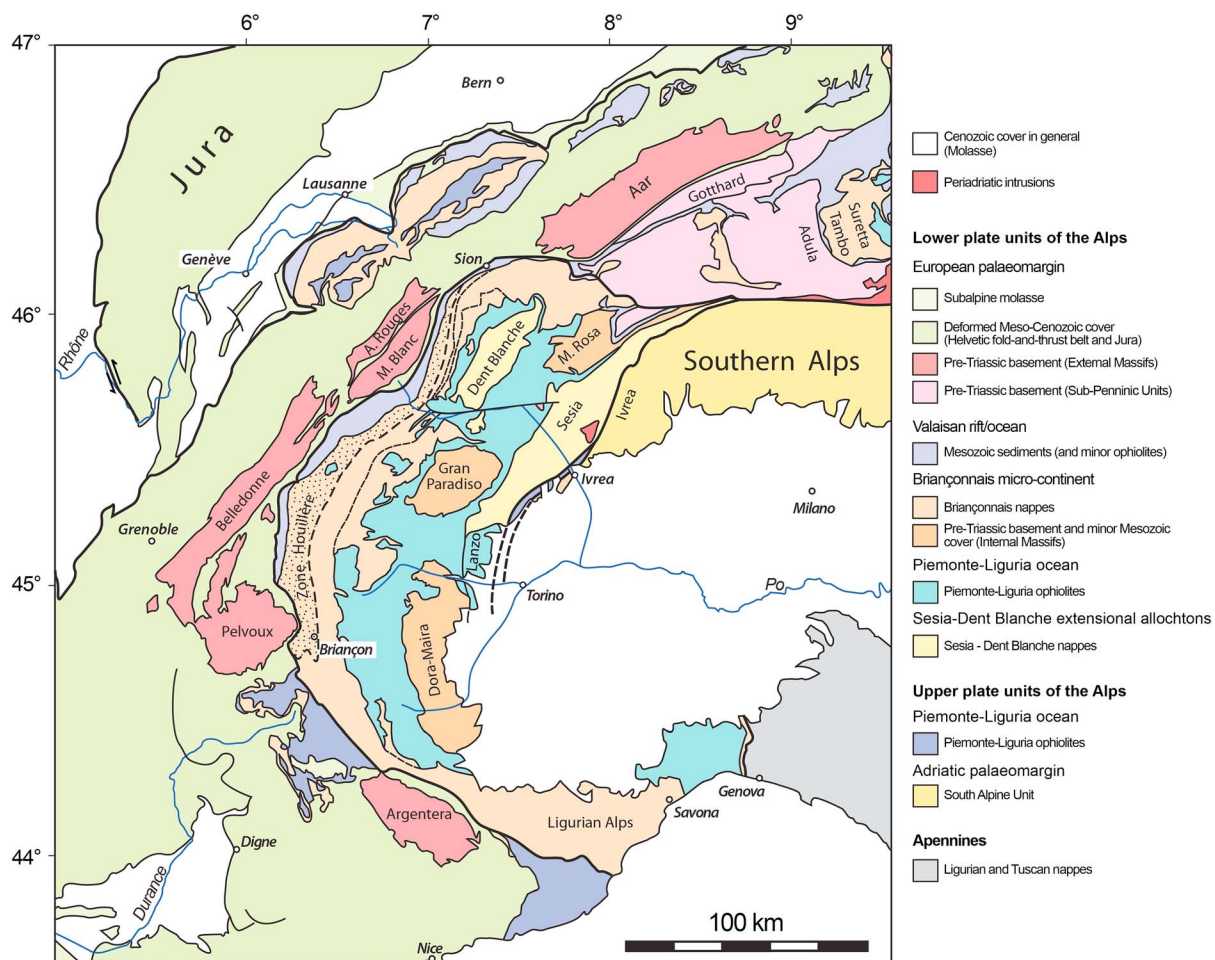 6° 7° 8° 9°
47°
Bern
Jura
Lausanne
Aar
Gotthard
Suretta
Tambo
Adula
Genève
Sion
46°
Rhône
A. Rouges
M. Blanc
Dent Blanche
M. Rosa
Southern Alps
Sesia
Ivrea
Gran
Paradiso
Ivrea
Milano
Belledonne
Grenoble
Zone Houillère
Lanzo
45°
Torino
Po
Pelvoux
Briançon
Dora-Maira
Genova
Savona
Argentera
Ligurian Alps
44°
Digne
Durance
100 km
Nice
Cenozoic cover in general
(Molasse)
Periadriatic intrusions
Lower plate units of the Alps
European palaeomargin
Subalpine molasse
Deformed Meso-Cenozoic cover
(Helvetic fold-and-thrust belt and Jura)
Pre-Triassic basement (External Massifs)
Pre-Triassic basement (Sub-Penninic Units)
Valaisan rift/ocean
Mesozoic sediments (and minor ophiolites)
Briançonnais micro-continent
Briançonnais nappes
Pre-Triassic basement and minor Mesozoic
cover (Internal Massifs)
Piemonte-Liguria ocean
Piemonte-Liguria ophiolites
Sesia-Dent Blanche extensional allochtons
Sesia - Dent Blanche nappes
Upper plate units of the Alps
Piemonte-Liguria ocean
Piemonte-Liguria ophiolites
Adriatic palaeomargin
South Alpine Unit
Apennines
Ligurian and Tuscan nappes